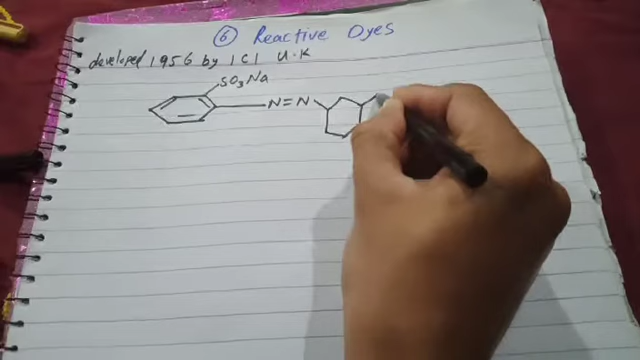 ⑥ Reactive Dyes
developed 1956 by ICI U.K
SO₃Na
N=N